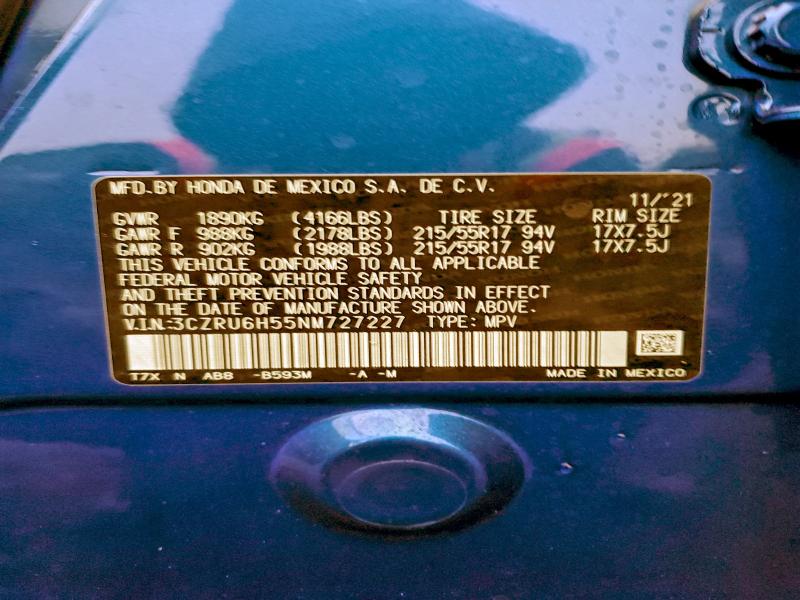 MFD.BY HONDA DE MEXICO S.A. DE C.V.
11/'21
GVWR 1890KG (4166LBS) TIRE SIZE RIM SIZE
GAWR F 988KG (2178LBS) 215/55R17 94V 17X7.5J
GAWR R 902KG (1988LBS) 215/55R17 94V 17X7.5J
THIS VEHICLE CONFORMS TO ALL APPLICABLE
FEDERAL MOTOR VEHICLE SAFETY
AND THEFT PREVENTION STANDARDS IN EFFECT
ON THE DATE OF MANUFACTURE SHOWN ABOVE.
V.I.N.:3CZRU6H55NM727227 TYPE: MPV
T7X N AB8 -B593M -A -M MADE IN MEXICO